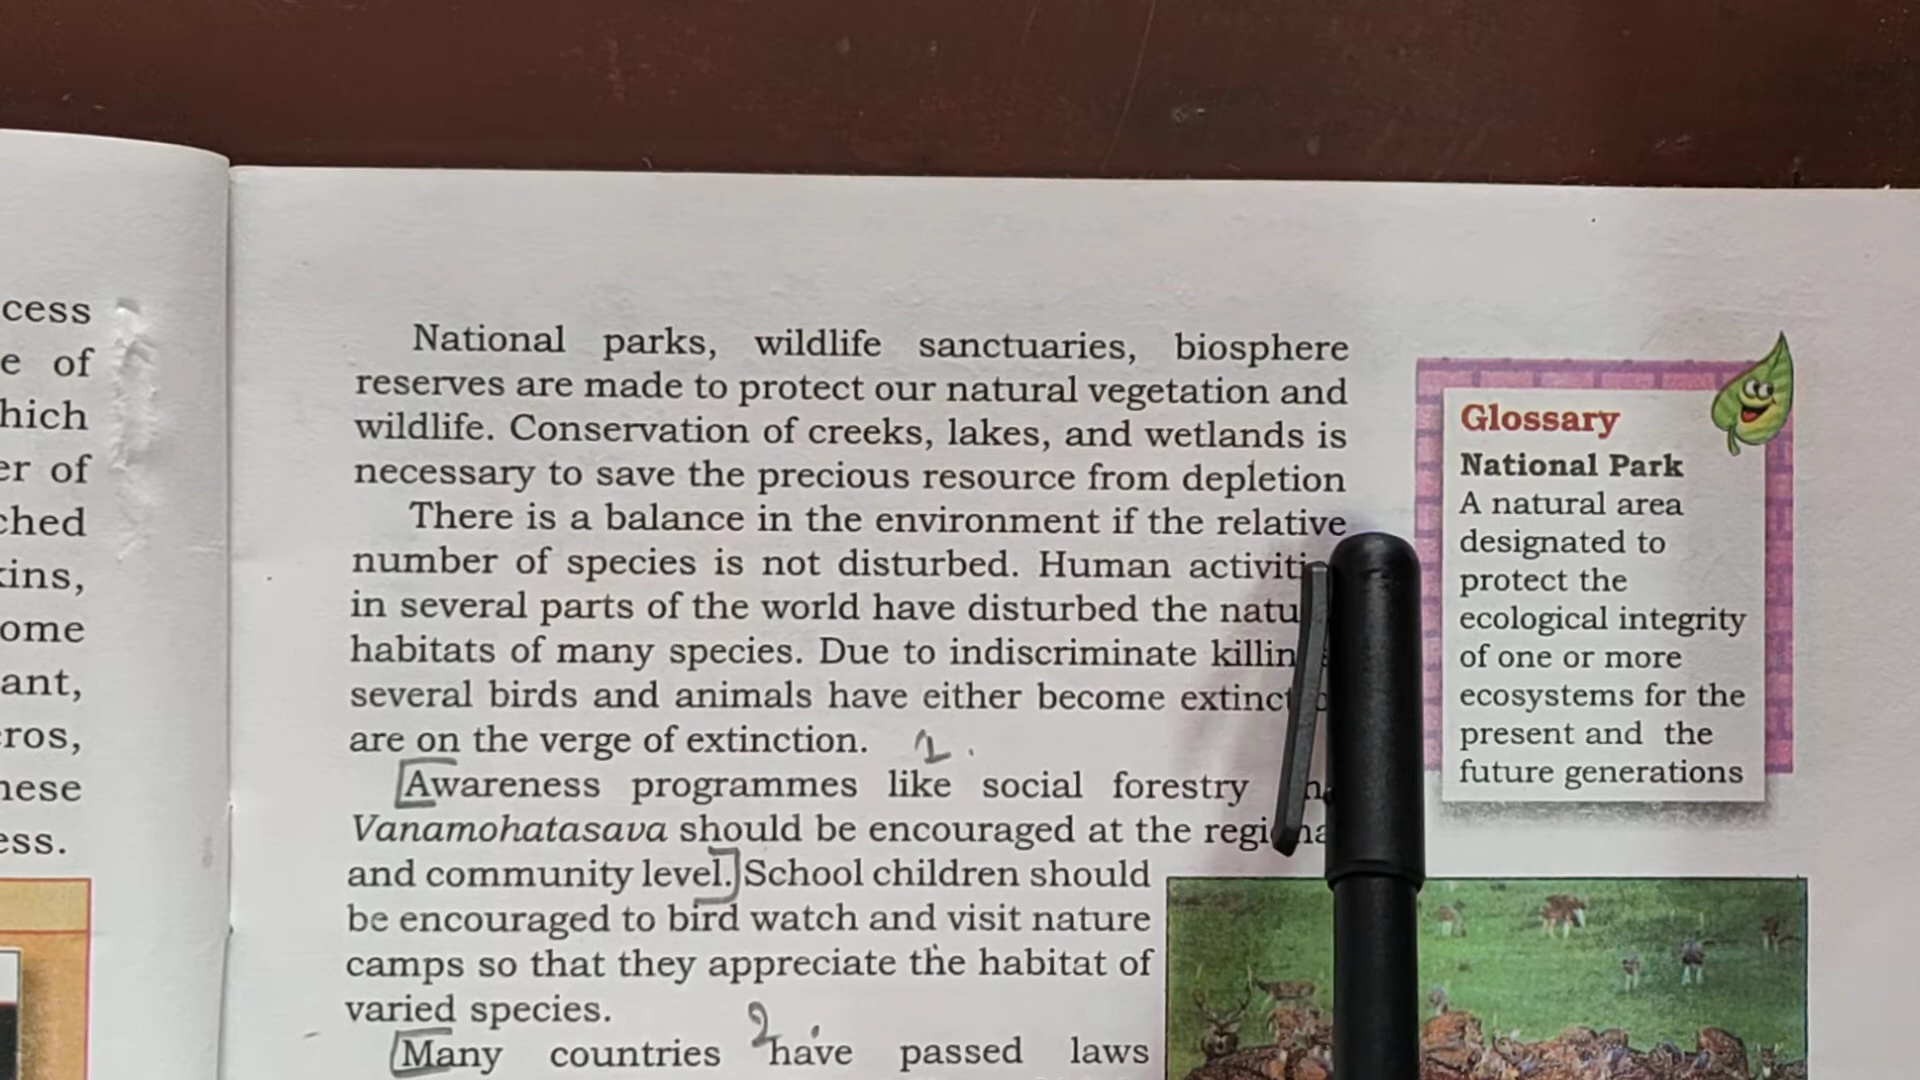 cess
e of
hich
er of
ched
kins,
ome
ant,
ros,
hese
ess.
National parks, wildlife sanctuaries, biosphere
reserves are made to protect our natural vegetation and
wildlife. Conservation of creeks, lakes, and wetlands is
necessary to save the precious resource from depletion
There is a balance in the environment if the relative
number of species is not disturbed. Human
in several parts of the world have disturbed the
habitats of many species. Due to indiscriminate
several birds and animals have either become extinct
are on the verge of extinction.
Awareness programmes like social forestry
Vanamohatasava should be encouraged at the
and community level. School children should
be encouraged to bird watch and visit nature
camps so that they appreciate the habitat of
varied species.
2
Many countries have passed laws
Glossary
National Park
A natural area
designated to
protect the
ecological integrity
of one or more
ecosystems for the
present and the
future generations